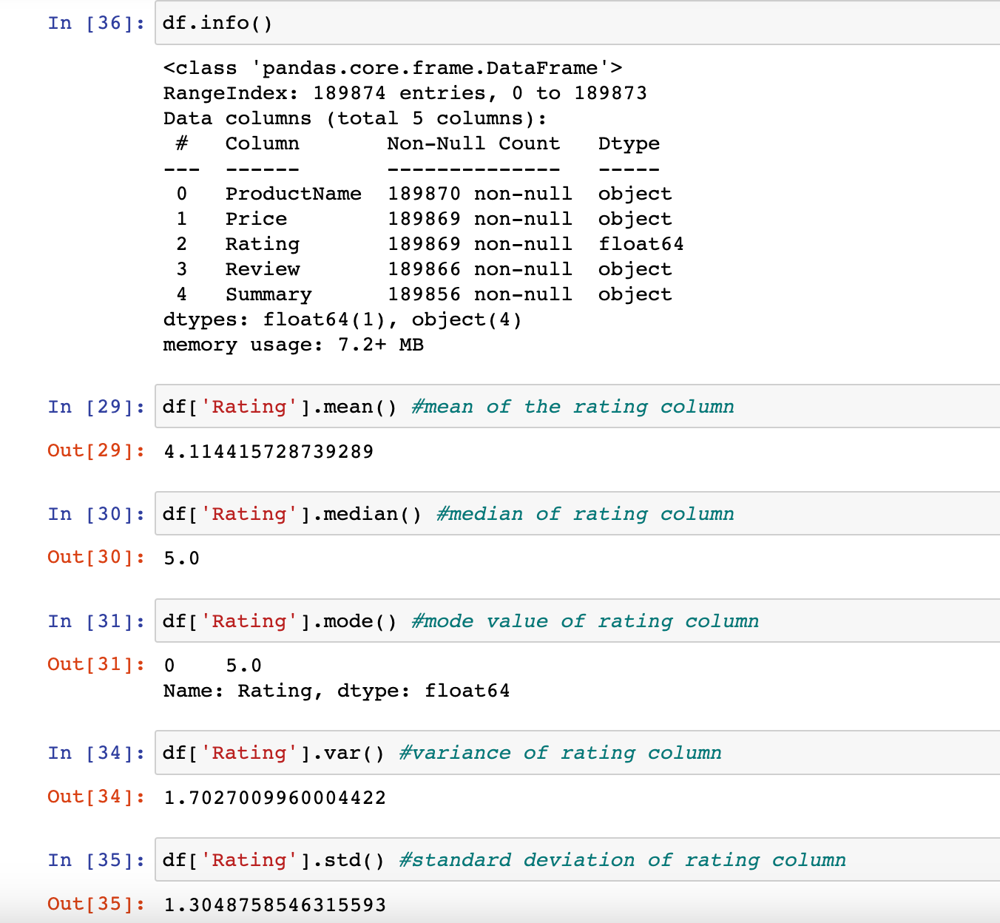 In [36]: df.info()
<class 'pandas.core.frame.DataFrame'>
RangeIndex: 189874 entries, 0 to 189873
Data columns (total 5 columns):
 #   Column       Non-Null Count   Dtype
---  ------       --------------   -----
 0   ProductName  189870 non-null  object
 1   Price        189869 non-null  object
 2   Rating       189869 non-null  float64
 3   Review       189866 non-null  object
 4   Summary      189856 non-null  object
dtypes: float64(1), object(4)
memory usage: 7.2+ MB
In [29]: df['Rating'].mean() #mean of the rating column
Out[29]: 4.114415728739289
In [30]: df['Rating'].median() #median of rating column
Out[30]: 5.0
In [31]: df['Rating'].mode() #mode value of rating column
Out[31]: 0    5.0
Name: Rating, dtype: float64
In [34]: df['Rating'].var() #variance of rating column
Out[34]: 1.7027009960004422
In [35]: df['Rating'].std() #standard deviation of rating column
Out[35]: 1.3048758546315593